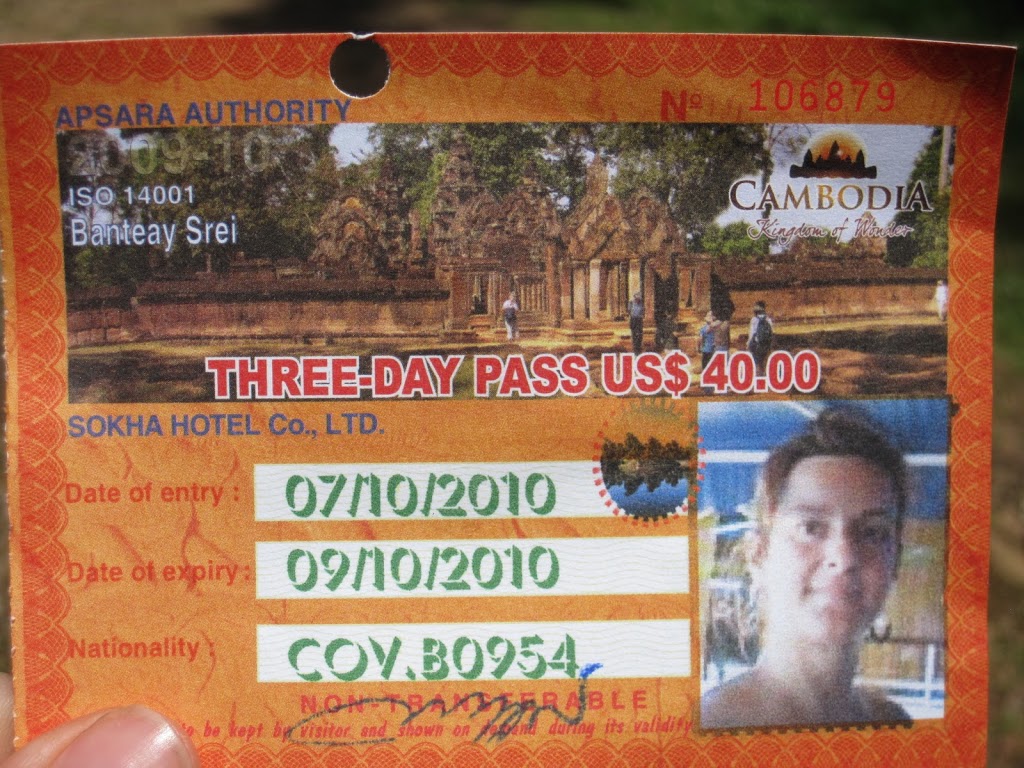 APSARA AUTHORITY
Nº 106879
2009-10
ISO 14001
Banteay Srei
CAMBODIA
Kingdom of Wonder
THREE-DAY PASS US$ 40.00
SOKHA HOTEL Co., LTD.
Date of entry : 07/10/2010
Date of expiry : 09/10/2010
Nationality : COV.B0954
NON-TRANSFERABLE
to be kept by visitor and shown on demand during its validity